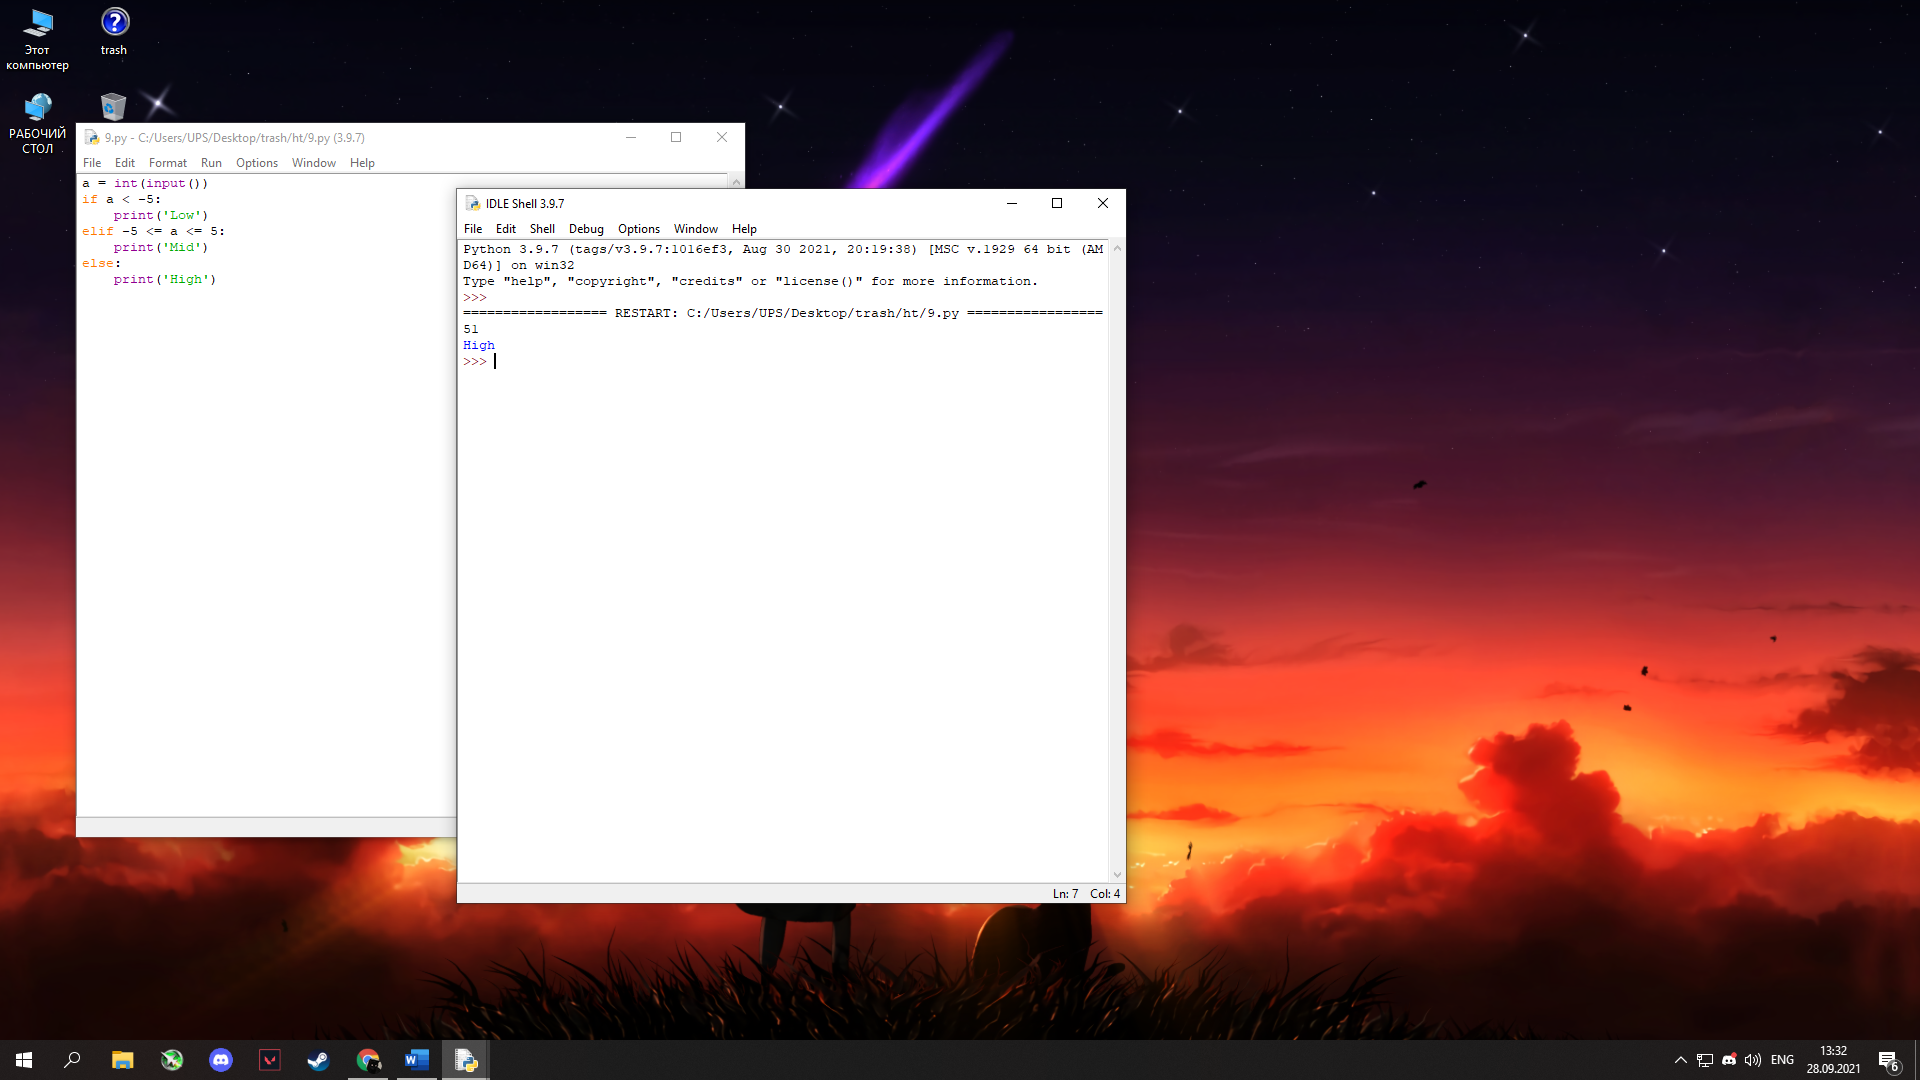 Этот
компьютер
trash
РАБОЧИЙ
СТОЛ
9.py - C:/Users/UPS/Desktop/trash/ht/9.py (3.9.7)
File Edit Format Run Options Window Help
a = int(input())
if a < -5:
    print('Low')
elif -5 <= a <= 5:
    print('Mid')
else:
    print('High')
IDLE Shell 3.9.7
File Edit Shell Debug Options Window Help
Python 3.9.7 (tags/v3.9.7:1016ef3, Aug 30 2021, 20:19:38) [MSC v.1929 64 bit (AM
D64)] on win32
Type "help", "copyright", "credits" or "license()" for more information.
>>>
================== RESTART: C:/Users/UPS/Desktop/trash/ht/9.py =================
51
High
>>>
Ln: 7 Col: 4
W
ENG
13:32
28.09.2021
6